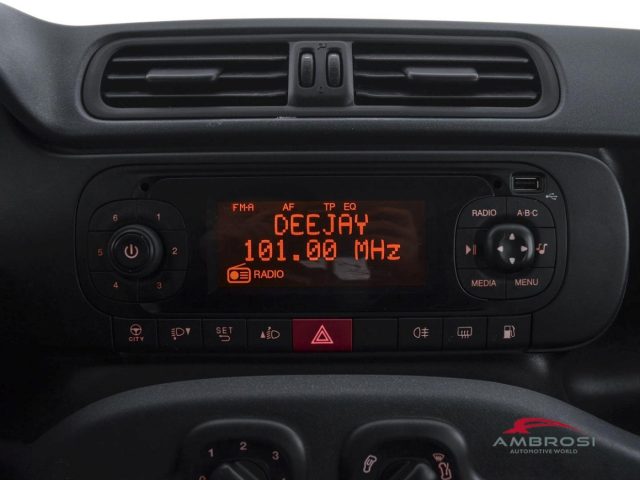 FM-A AF TP EQ
DEEJAY
101.00 MHz
RADIO
6 1
5 2
4 3
RADIO A·B·C
MEDIA MENU
CITY
SET
0 1 2 3
AMBROSI
AUTOMOTIVE WORLD